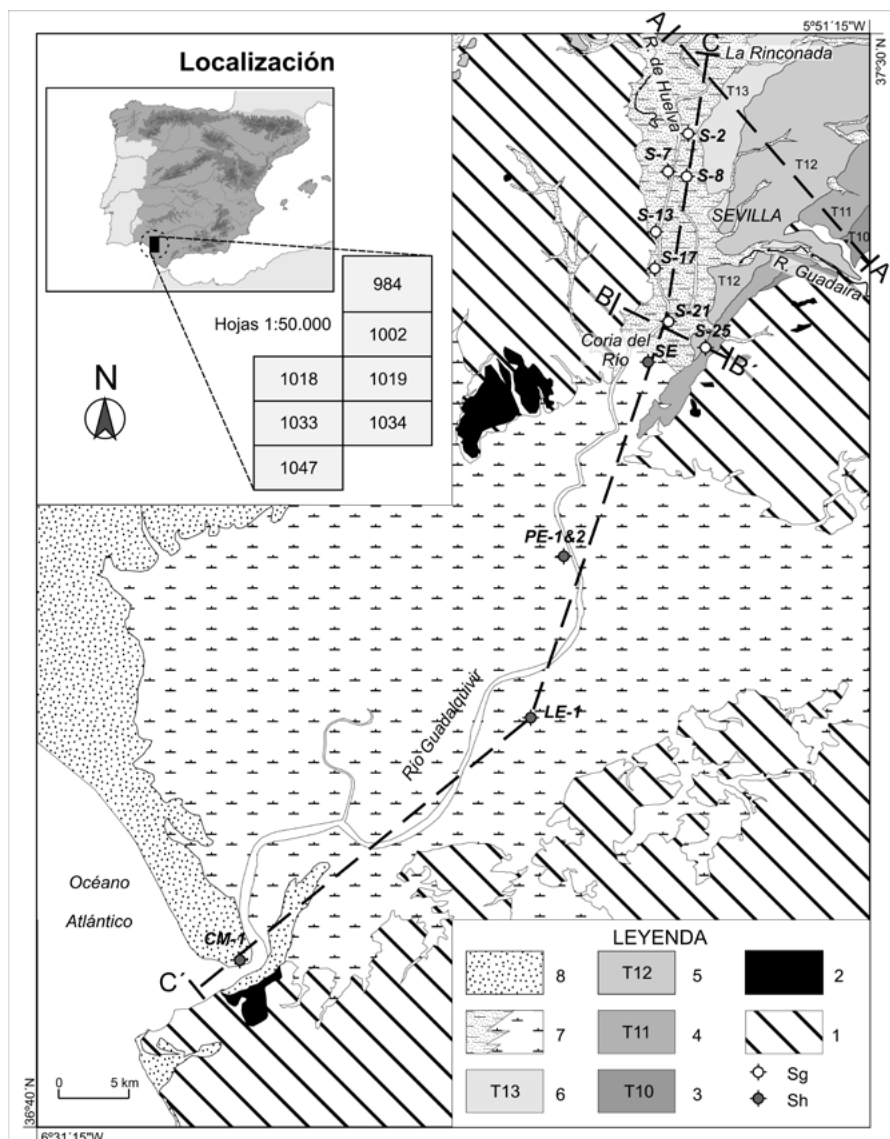 5°51´15"W
37°30´N
Localización
Hojas 1:50.000
984
1002
1018
1019
1033
1034
1047
N
A
C
La Rinconada
R. de Huelva
T13
S-2
S-7
S-8
T12
S-13
SEVILLA
T11
T10
A
S-17
R. Guadaira
T12
B
S-21
S-25
Coria del
Río
SE
B´
PE-1&2
LE-1
Río Guadalquivir
Océano
Atlántico
CM-1
C´
0 5 km
36°40´N
6°31´15"W
LEYENDA
8
T12 5
2
7
T11 4
1
T13 6
T10 3
Sg
Sh